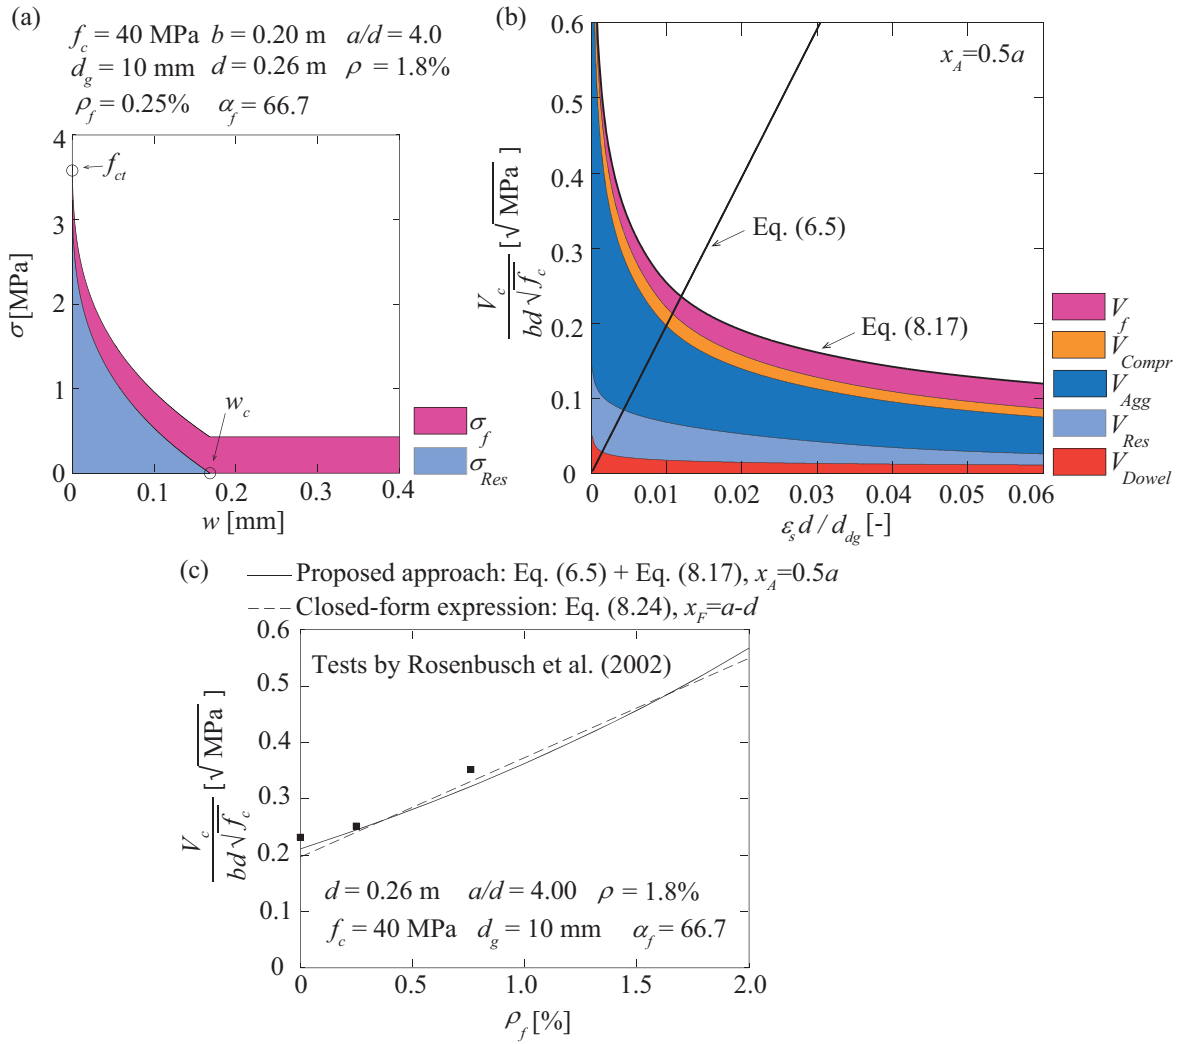 (a)
f_c = 40 MPa b = 0.20 m a/d = 4.0
d_g = 10 mm d = 0.26 m ρ = 1.8%
ρ_f = 0.25% α_f = 66.7
4
3
2
1
0
σ [MPa]
f_ct
w_c
σ_f
σ_Res
0 0.1 0.2 0.3 0.4
w [mm]
(b)
0.6
0.5
0.4
0.3
0.2
0.1
0
V_c / bd√f_c [√MPa]
x_A=0.5a
Eq. (6.5)
Eq. (8.17)
V_f
V_Compr
V_Agg
V_Res
V_Dowel
0 0.01 0.02 0.03 0.04 0.05 0.06
ε_s d / d_dg [-]
(c)
Proposed approach: Eq. (6.5) + Eq. (8.17), x_A=0.5a
Closed-form expression: Eq. (8.24), x_F=a-d
0.6
0.5
0.4
0.3
0.2
0.1
0
V_c / bd√f_c [√MPa]
Tests by Rosenbusch et al. (2002)
d = 0.26 m a/d = 4.00 ρ = 1.8%
f_c = 40 MPa d_g = 10 mm α_f = 66.7
0 0.5 1.0 1.5 2.0
ρ_f [%]